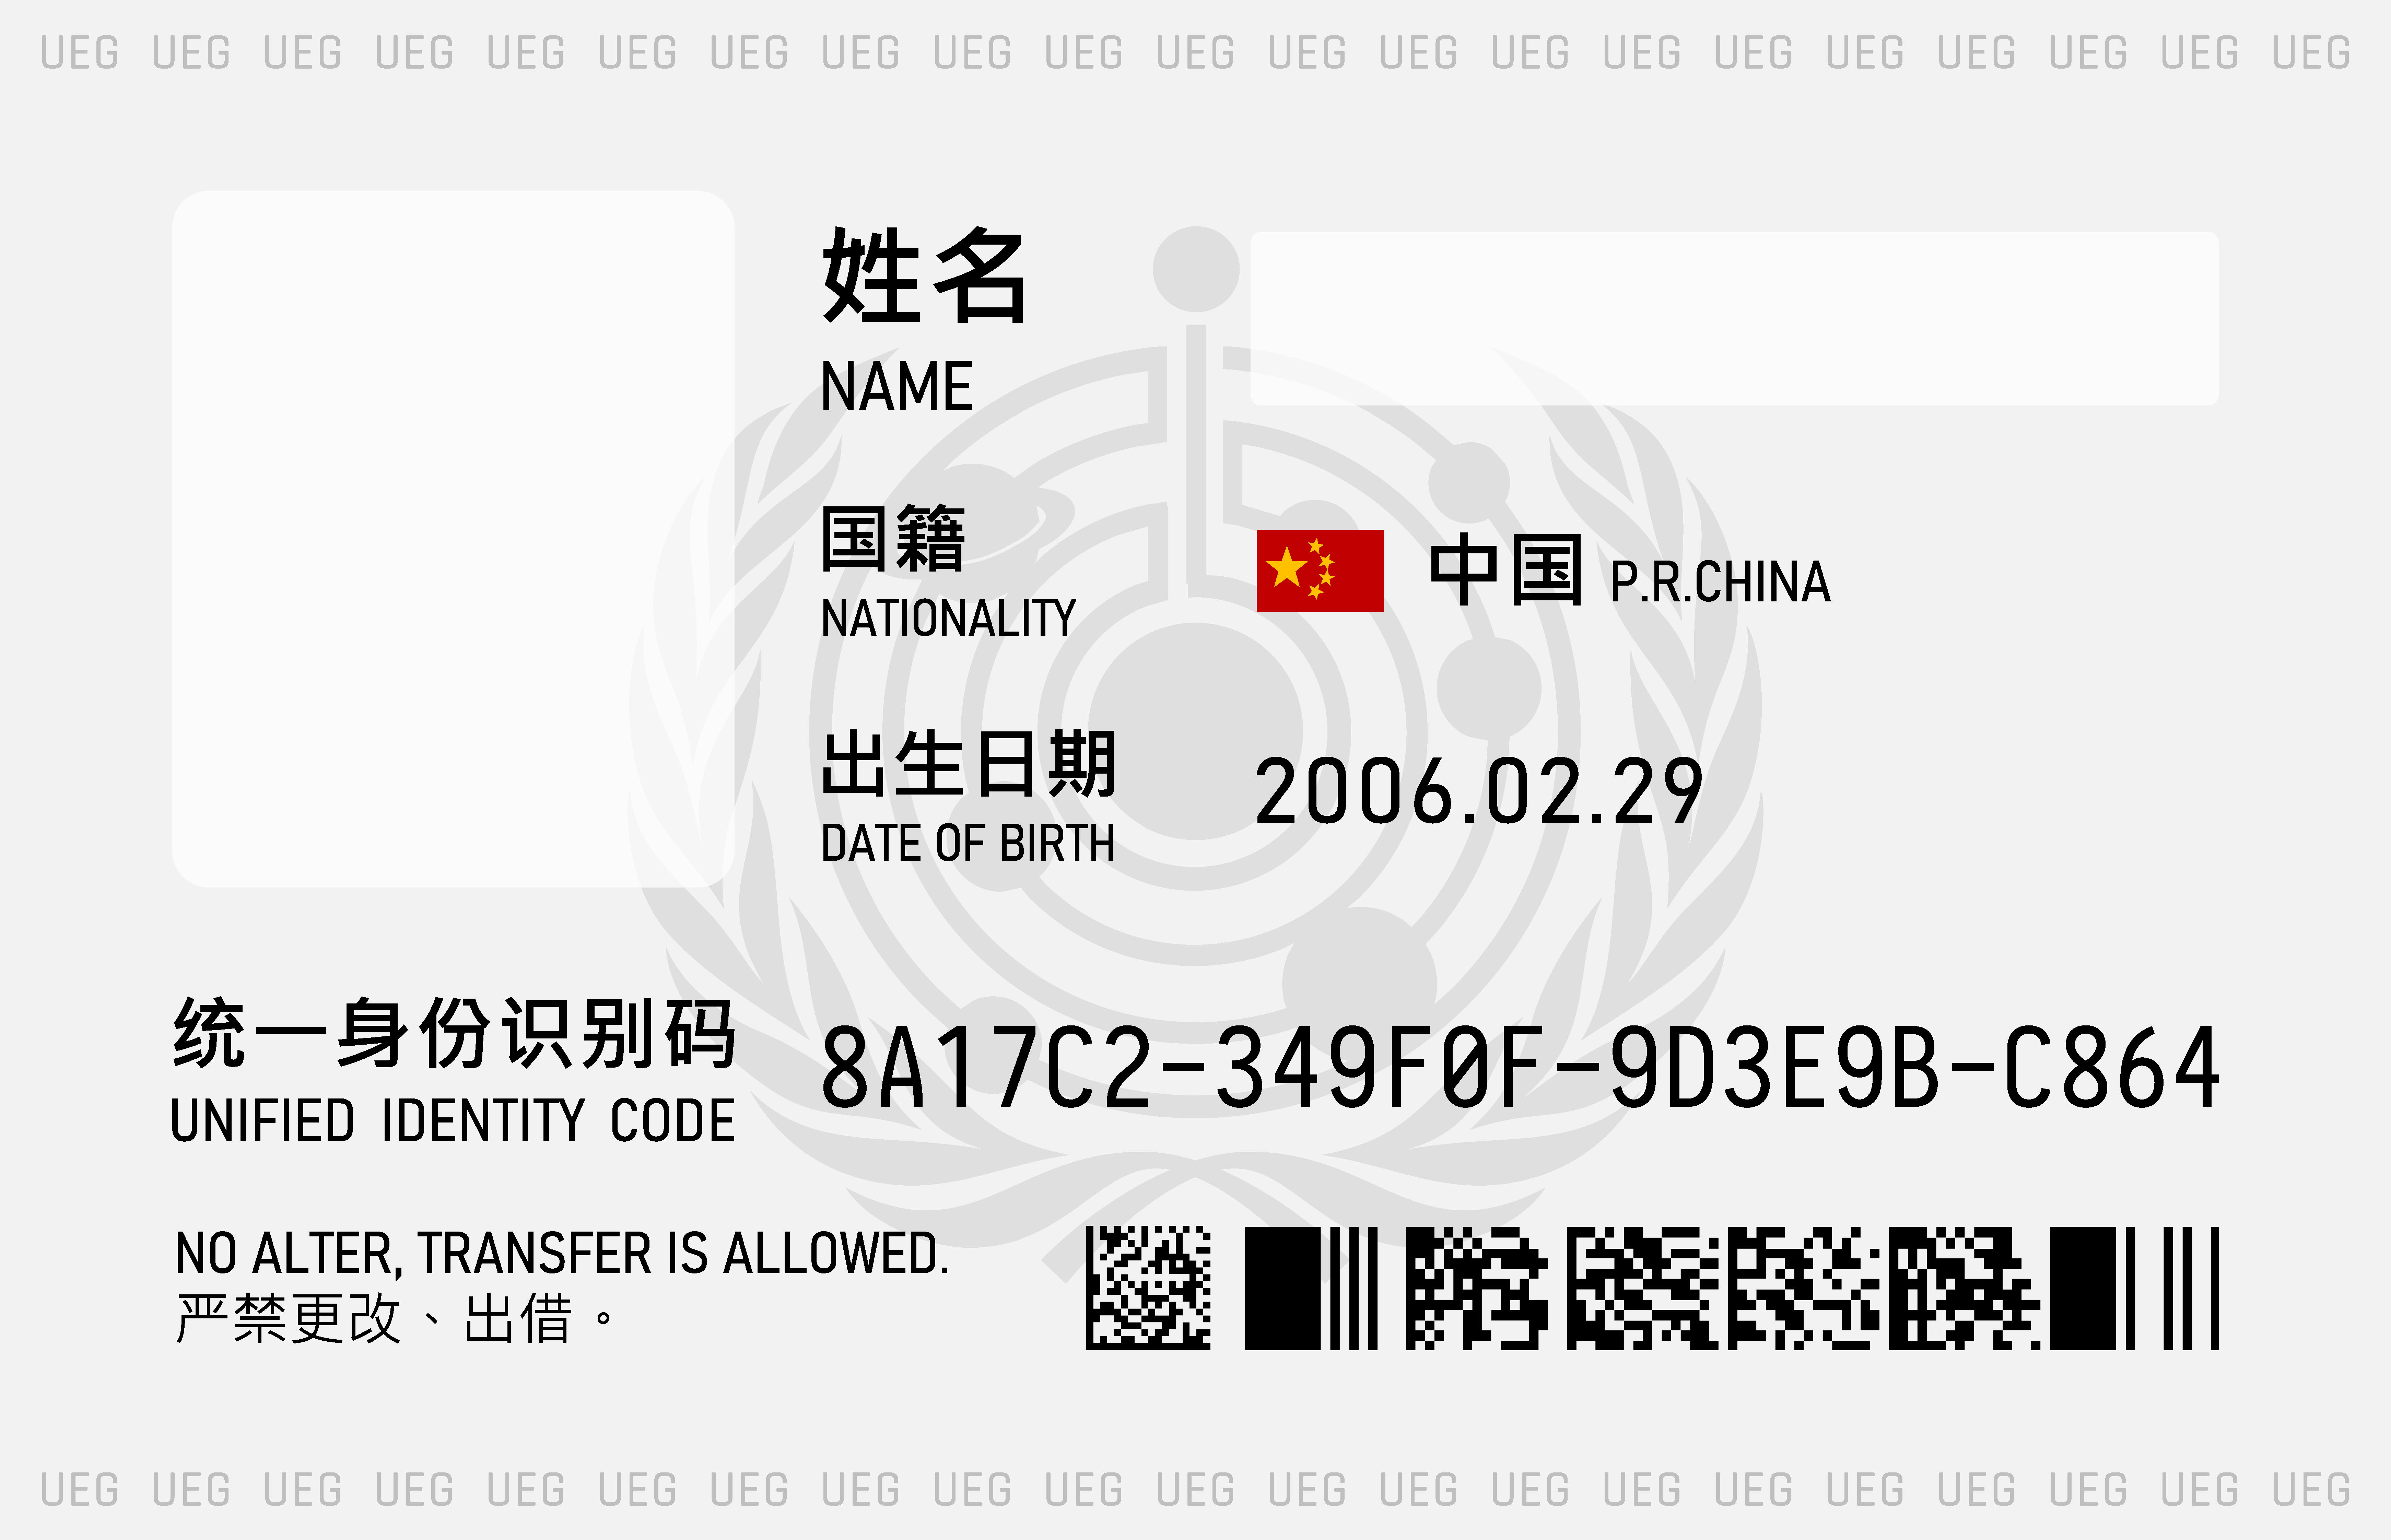 UEG UEG UEG UEG UEG UEG UEG UEG UEG UEG UEG UEG UEG UEG UEG UEG UEG UEG UEG UEG UEG
姓名
NAME
国籍 中国 P.R.CHINA
NATIONALITY
出生日期 2006.02.29
DATE OF BIRTH
统一身份识别码 8A17C2-349F0F-9D3E9B-C864
UNIFIED IDENTITY CODE
NO ALTER, TRANSFER IS ALLOWED.
严禁更改、出借。
UEG UEG UEG UEG UEG UEG UEG UEG UEG UEG UEG UEG UEG UEG UEG UEG UEG UEG UEG UEG UEG